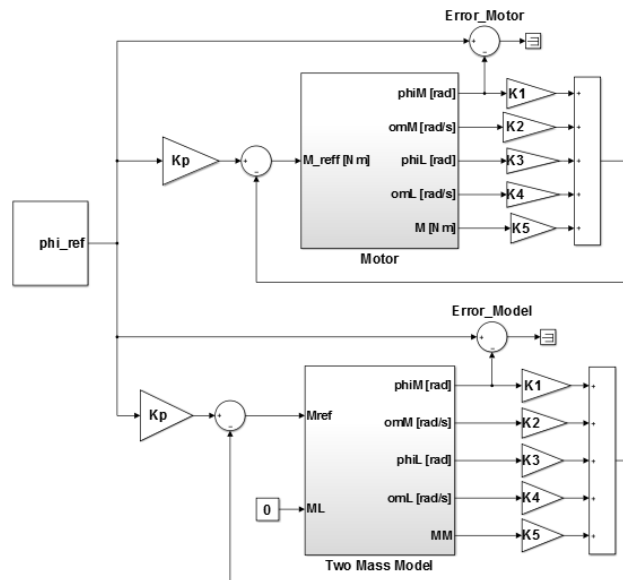 Error_Motor
phiM [rad]
K1
omM [rad/s]
K2
Kp
M_reff [Nm]
phiL [rad]
K3
omL [rad/s]
K4
phi_ref
M [Nm]
K5
Motor
Error_Model
phiM [rad]
K1
Kp
Mref
omM [rad/s]
K2
phiL [rad]
K3
omL [rad/s]
K4
0
ML
MM
K5
Two Mass Model